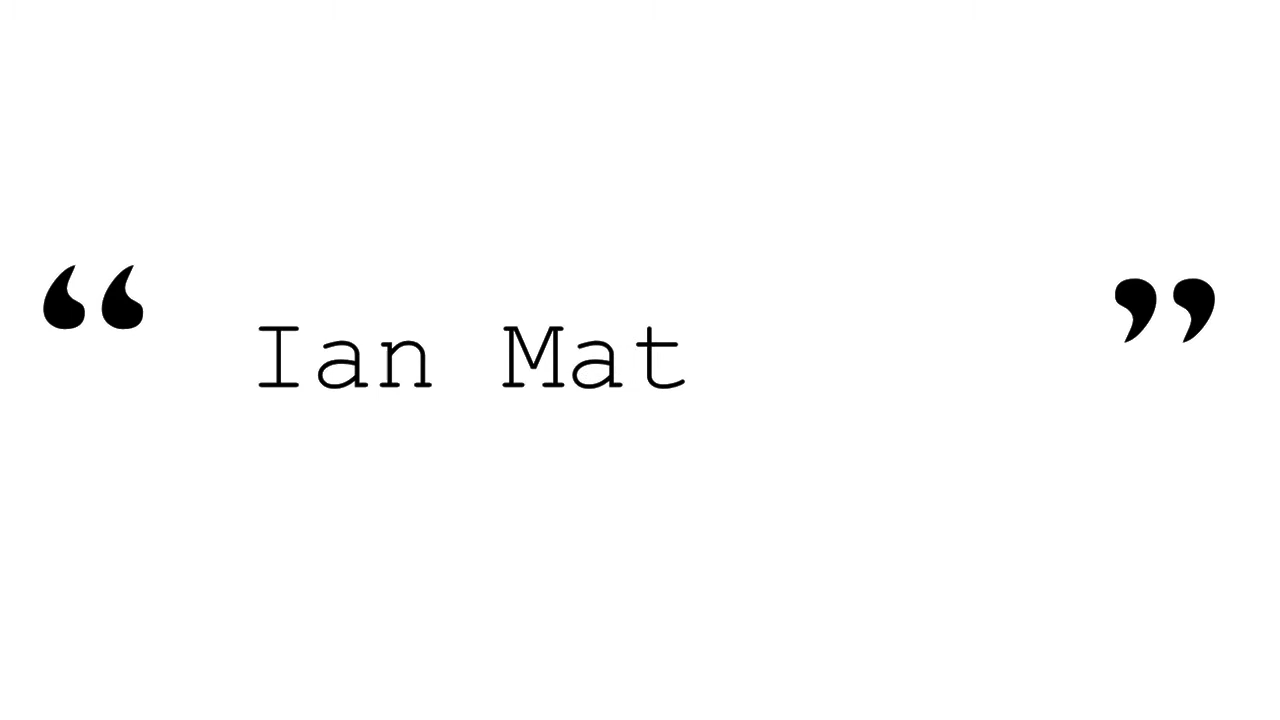 “ Ian Mat ”